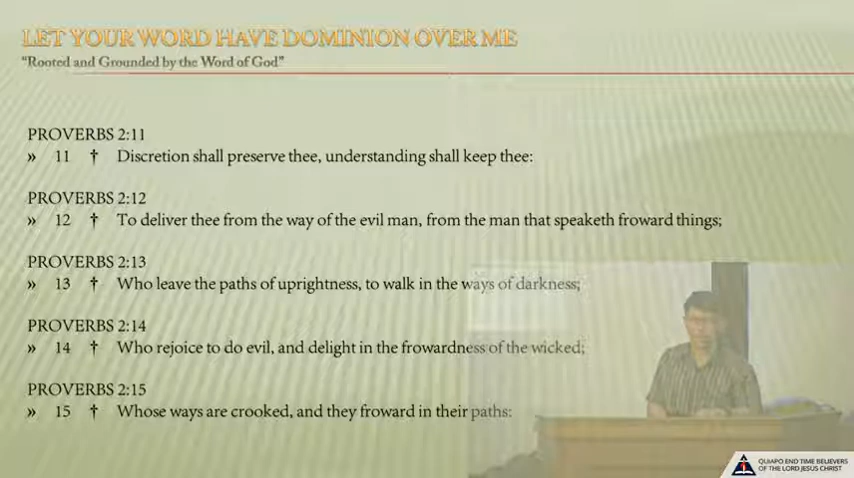 LET YOUR WORD HAVE DOMINION OVER ME
"Rooted and Grounded by the Word of God"
PROVERBS 2:11
» 11 † Discretion shall preserve thee, understanding shall keep thee:
PROVERBS 2:12
» 12 † To deliver thee from the way of the evil man, from the man that speaketh froward things;
PROVERBS 2:13
» 13 † Who leave the paths of uprightness, to walk in the ways of darkness;
PROVERBS 2:14
» 14 † Who rejoice to do evil, and delight in the frowardness of the wicked;
PROVERBS 2:15
» 15 † Whose ways are crooked, and they froward in their paths:
QUIAPO END TIME BELIEVERS
OF THE LORD JESUS CHRIST